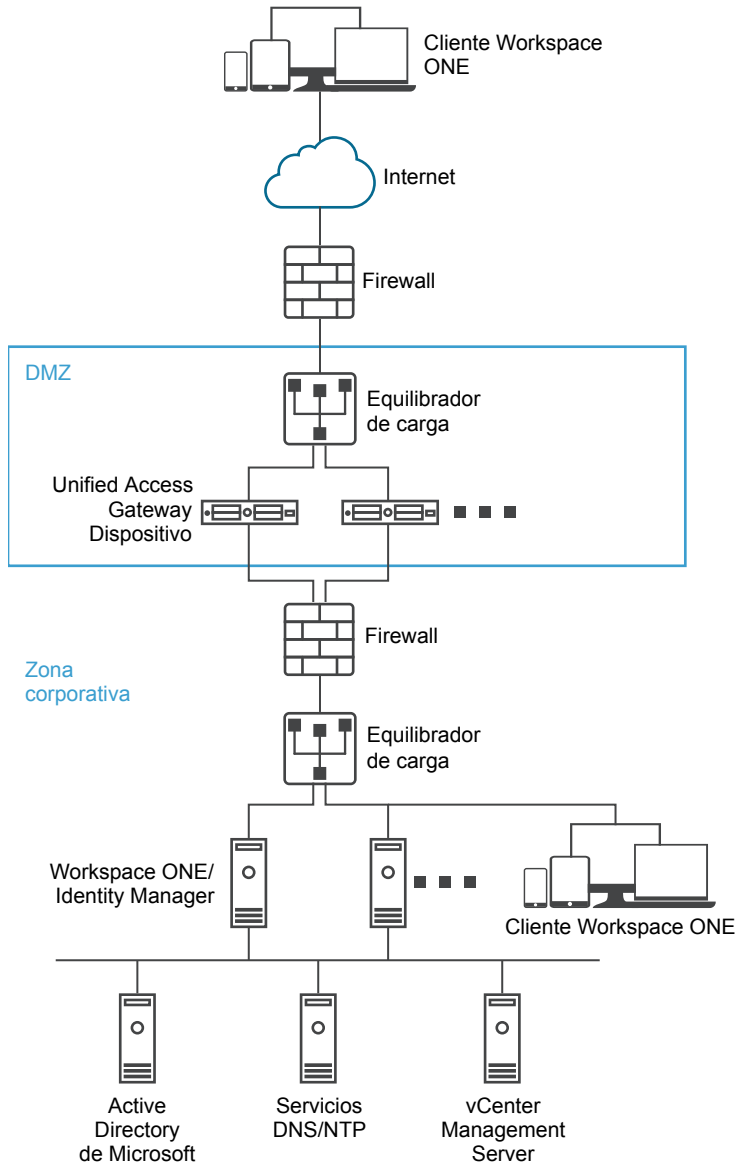 Cliente Workspace
ONE
Internet
Firewall
DMZ
Equilibrador
de carga
Unified Access
Gateway
Dispositivo
Firewall
Zona
corporativa
Equilibrador
de carga
Workspace ONE/
Identity Manager
Cliente Workspace ONE
Active
Directory
de Microsoft
Servicios
DNS/NTP
vCenter
Management
Server